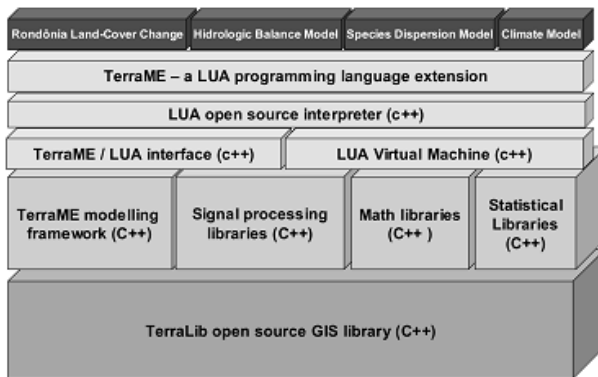 Rondônia Land-Cover Change
Hidrologic Balance Model
Species Dispersion Model
Climate Model
TerraME – a LUA programming language extension
LUA open source interpreter (c++)
TerraME / LUA interface (c++)
LUA Virtual Machine (c++)
TerraME modelling
framework (C++)
Signal processing
libraries (C++)
Math libraries
(C++ )
Statistical
Libraries
(C++)
TerraLib open source GIS library (C++)